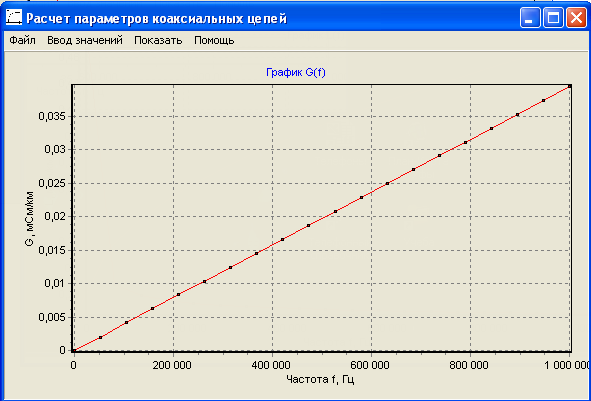 Расчет параметров коаксиальных цепей
Файл Ввод значений Показать Помощь
График G(f)
G, мСм/км
0,035
0,03
0,025
0,02
0,015
0,01
0,005
0
0 200 000 400 000 600 000 800 000 1 000 000
Частота f, Гц